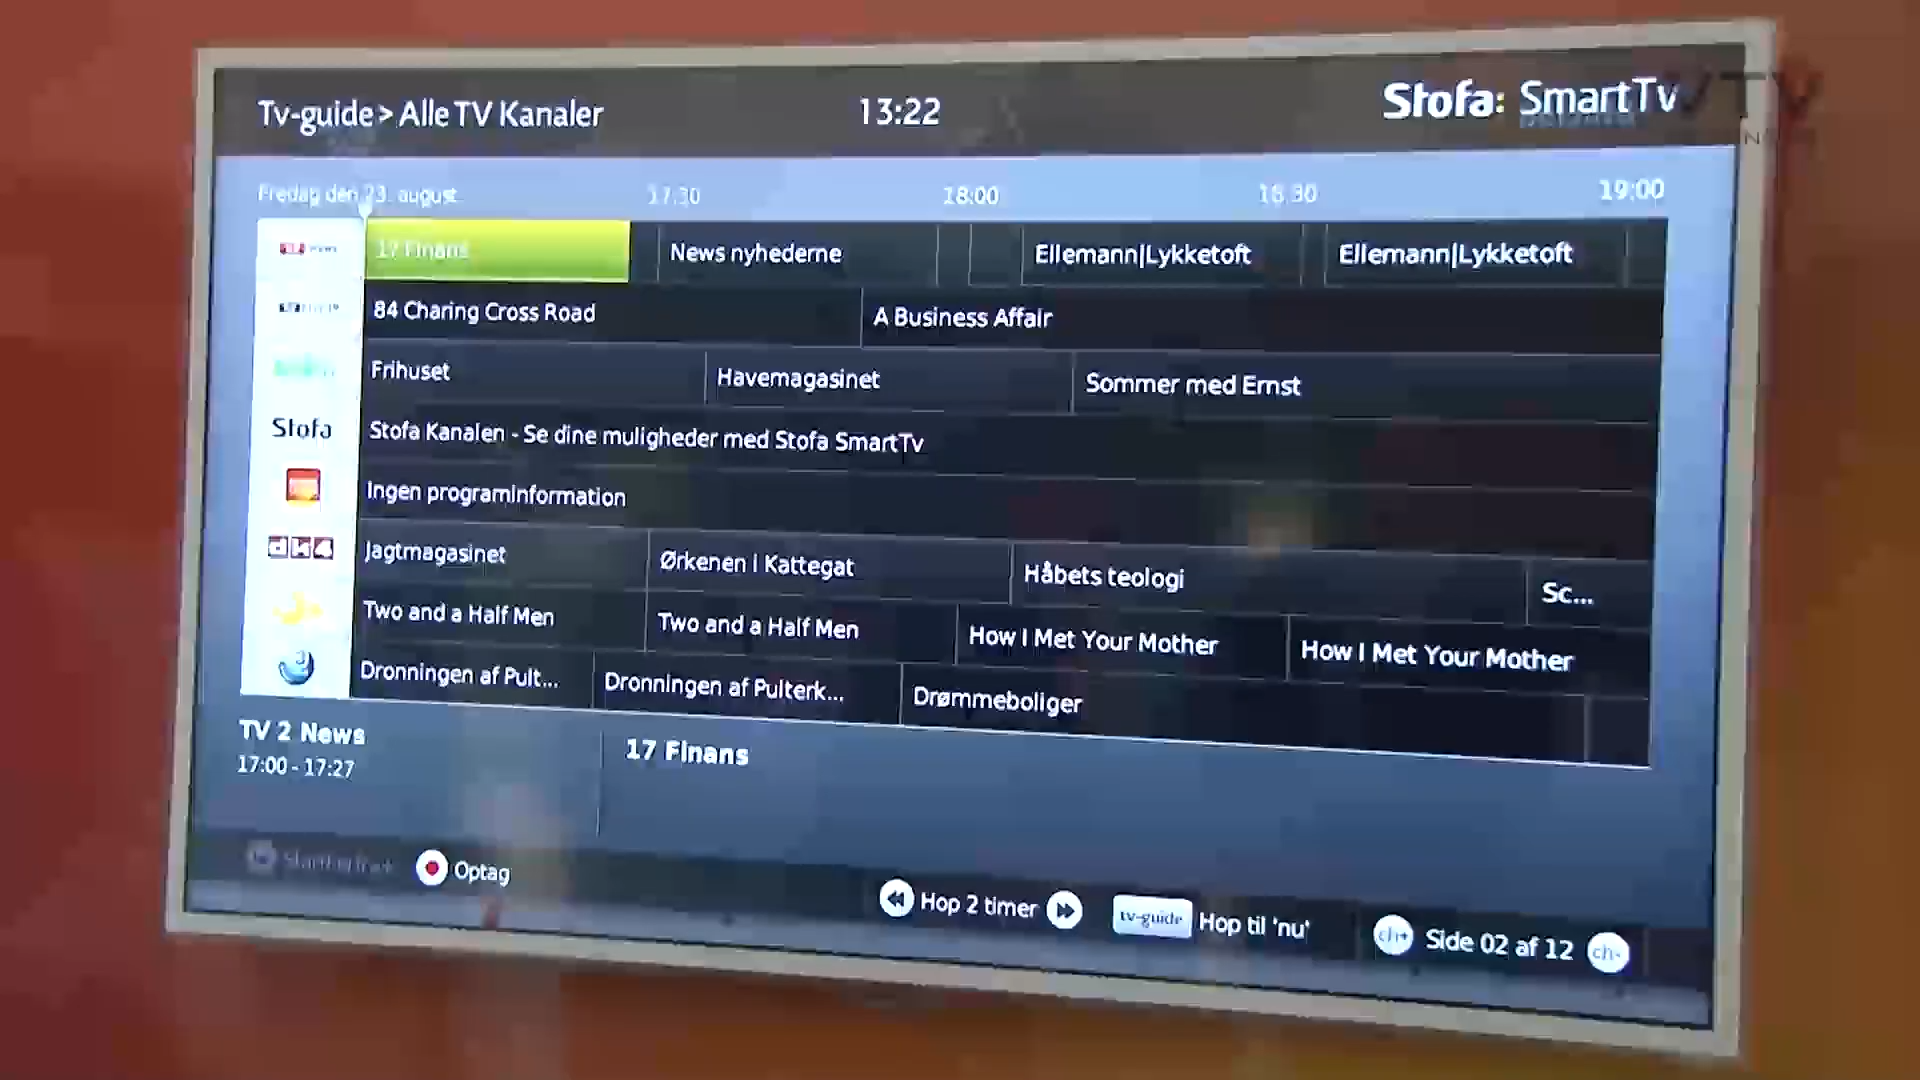 Tv-guide > Alle TV Kanaler
13:22
Stofa: SmartTv
VTV
Fredag den 23. august
17:30
18:00
18:30
19:00
17 Finans
News nyhederne
Ellemann|Lykketoft
Ellemann|Lykketoft
84 Charing Cross Road
A Business Affair
Frihuset
Havemagasinet
Sommer med Ernst
Stofa
Stofa Kanalen - Se dine muligheder med Stofa SmartTv
Ingen programinformation
dk4
Jagtmagasinet
Ørkenen i Kattegat
Håbets teologi
Sc...
Two and a Half Men
Two and a Half Men
How I Met Your Mother
How I Met Your Mother
3
Dronningen af Pult...
Dronningen af Pulterk...
Drømmeboliger
TV 2 News
17:00 - 17:27
17 Finans
Optag
Hop 2 timer
tv-guide
Hop til 'nu'
ch+
Side 02 af 12
ch-